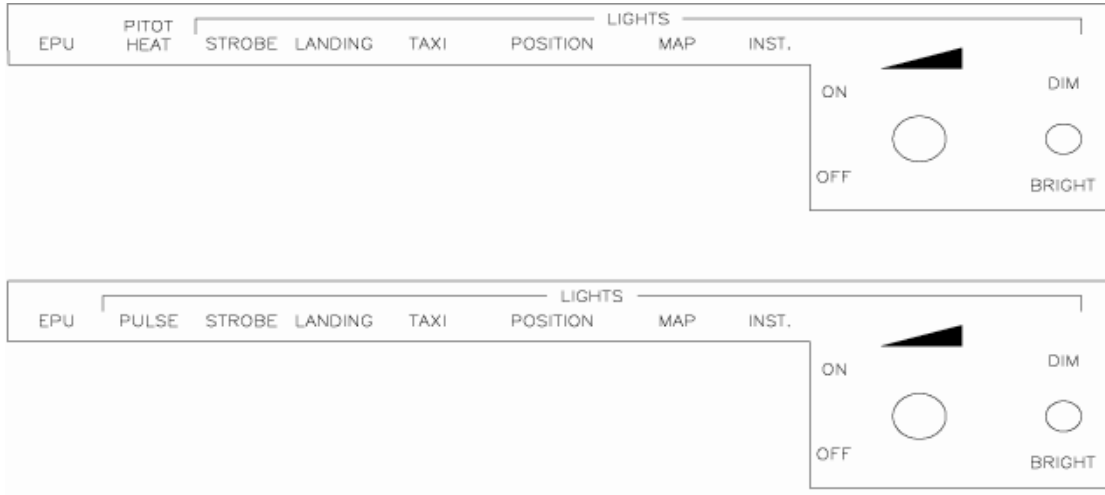 LIGHTS
PITOT
EPU HEAT STROBE LANDING TAXI POSITION MAP INST.
ON DIM
OFF BRIGHT
LIGHTS
EPU PULSE STROBE LANDING TAXI POSITION MAP INST.
ON DIM
OFF BRIGHT